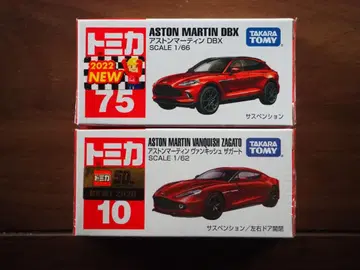 トミカ
2022
NEW
75
ASTON MARTIN DBX
アストンマーティン DBX
SCALE 1/66
TAKARA
TOMY
サスペンション
トミカ
トミカ
50
10
ASTON MARTIN VANQUISH ZAGATO
アストンマーティン ヴァンキッシュ ザガート
SCALE 1/62
TAKARA
TOMY
サスペンション／左右ドア開閉